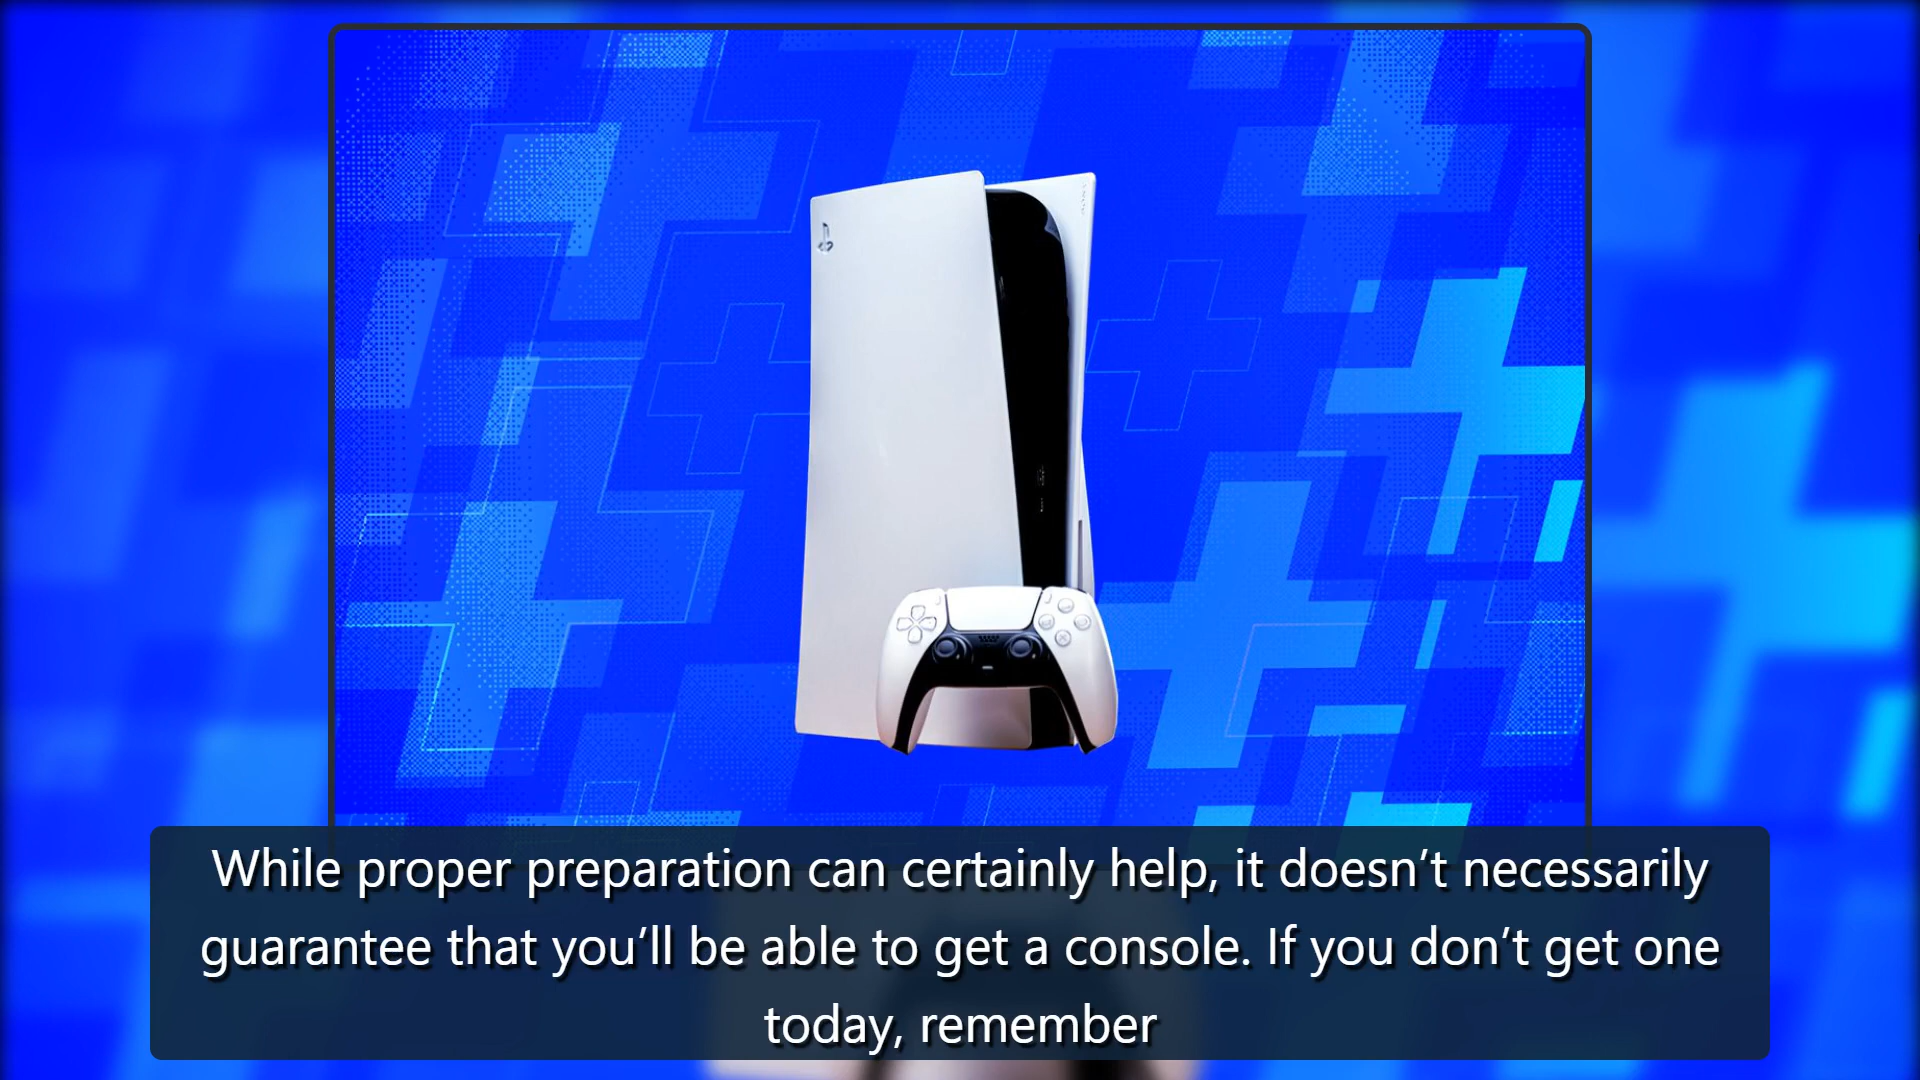 While proper preparation can certainly help, it doesn’t necessarily
guarantee that you‘ll be able to get a console. If you don’t get one
today, remember